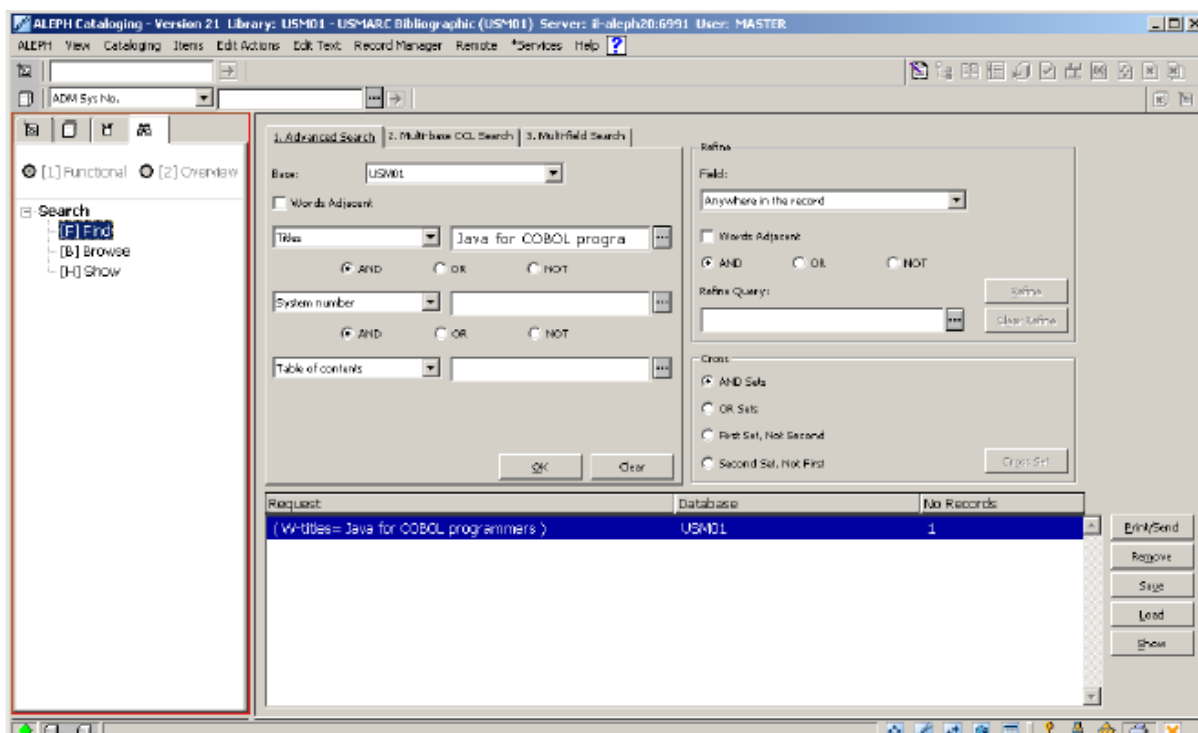 ALEPH Cataloging - Version 21 Library: USM01 - USMARC Bibliographic (USM01) Server: il-aleph20:6991 User: MASTER
ALEPH View Cataloging Items Edit Actions Edit Text Record Manager Remote *Services Help ?
ADM Sys No.
[1] Functional [2] Overview
Search
[F] Find
[B] Browse
[H] Show
1. Advanced Search 2. Multi-base CCL Search 3. Multi-field Search
Base: USM01
Words Adjacent
Titles Java for COBOL progra
AND OR NOT
System number
AND OR NOT
Table of contents
OK Clear
Refine
Field:
Anywhere in the record
Words Adjacent
AND OR NOT
Refine Query: Refine
Clear Refine
Cross
AND Sets
OR Sets
First Set, Not Second
Second Set, Not First Cross Set
Request Database No Records
( W-titles= Java for COBOL programmers ) USM01 1
Print/Send
Remove
Save
Load
Show